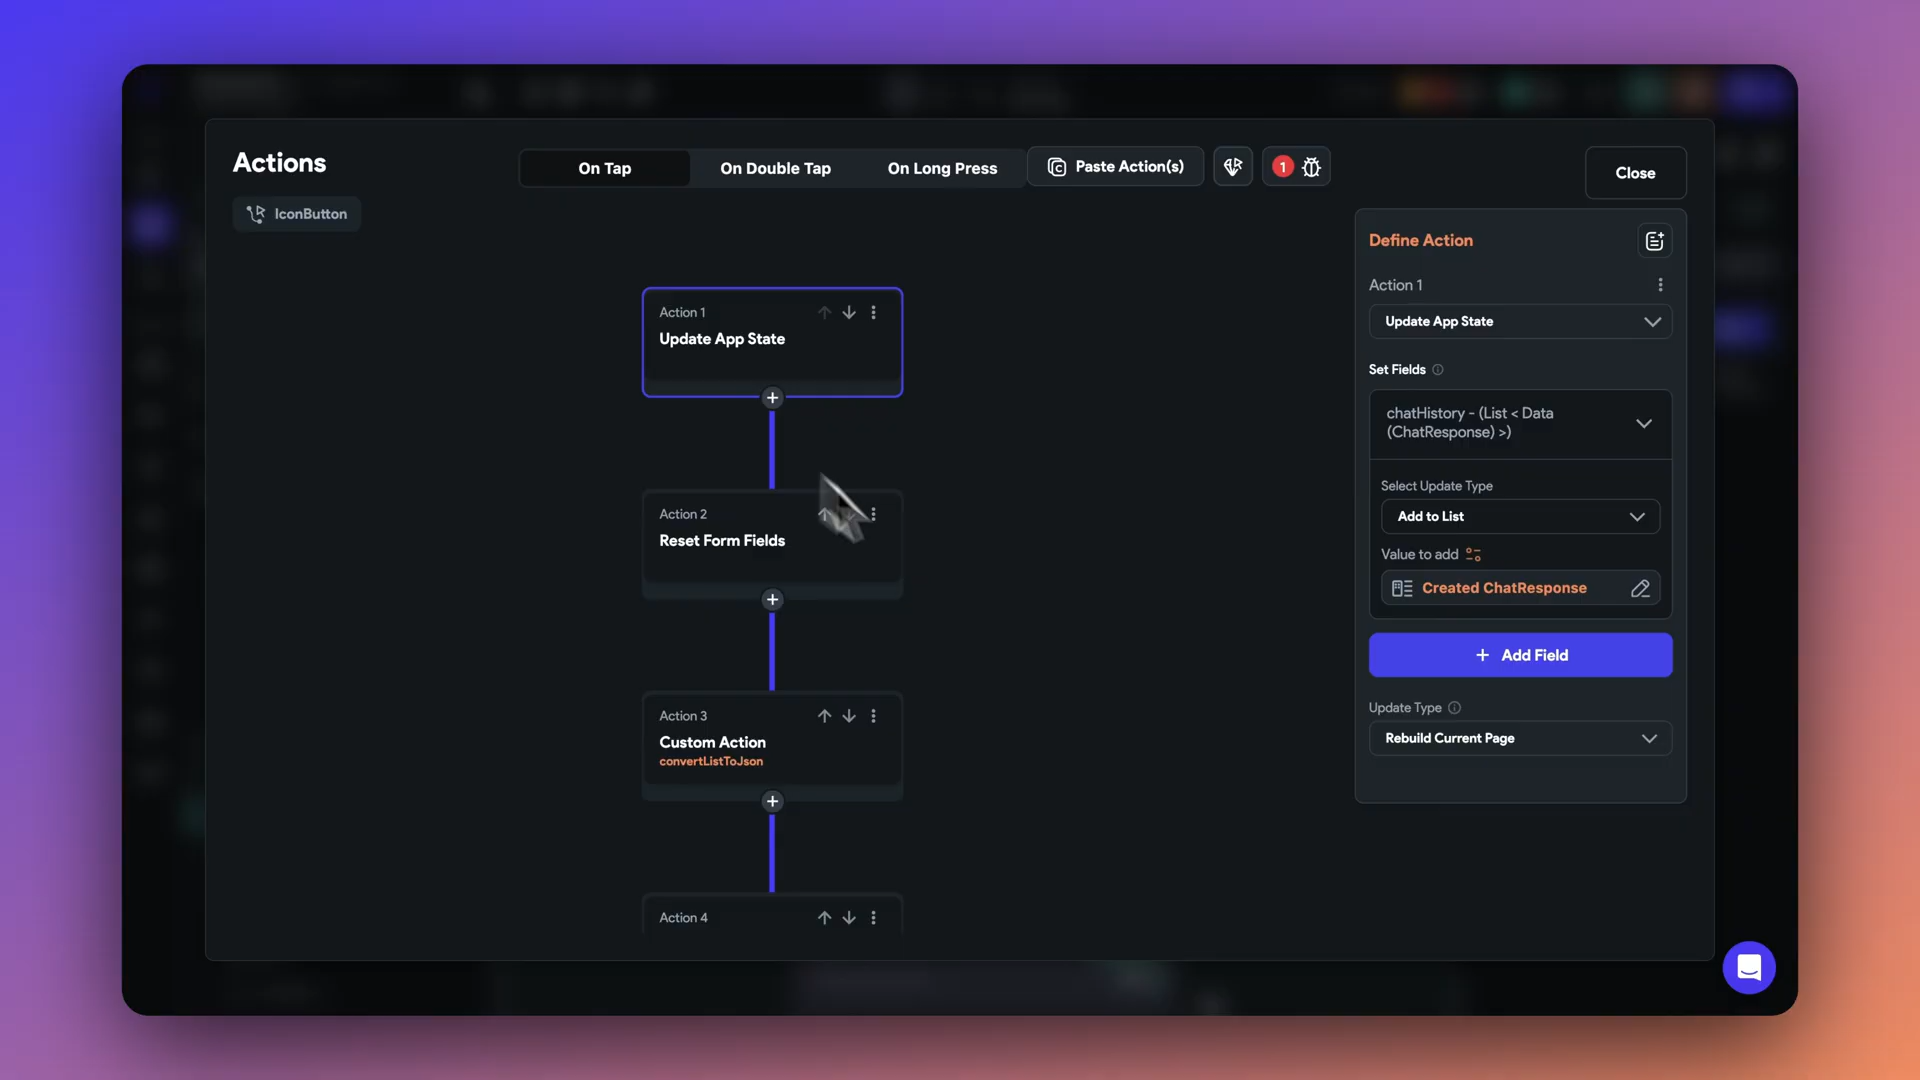 Actions
On Tap
On Double Tap
On Long Press
Paste Action(s)
1
Close
IconButton
Action 1
Update App State
Action 2
Reset Form Fields
Action 3
Custom Action
convertListToJson
Action 4
Define Action
Action 1
Update App State
Set Fields
chatHistory - (List < Data
(ChatResponse) >)
Select Update Type
Add to List
Value to add
Created ChatResponse
+ Add Field
Update Type
Rebuild Current Page